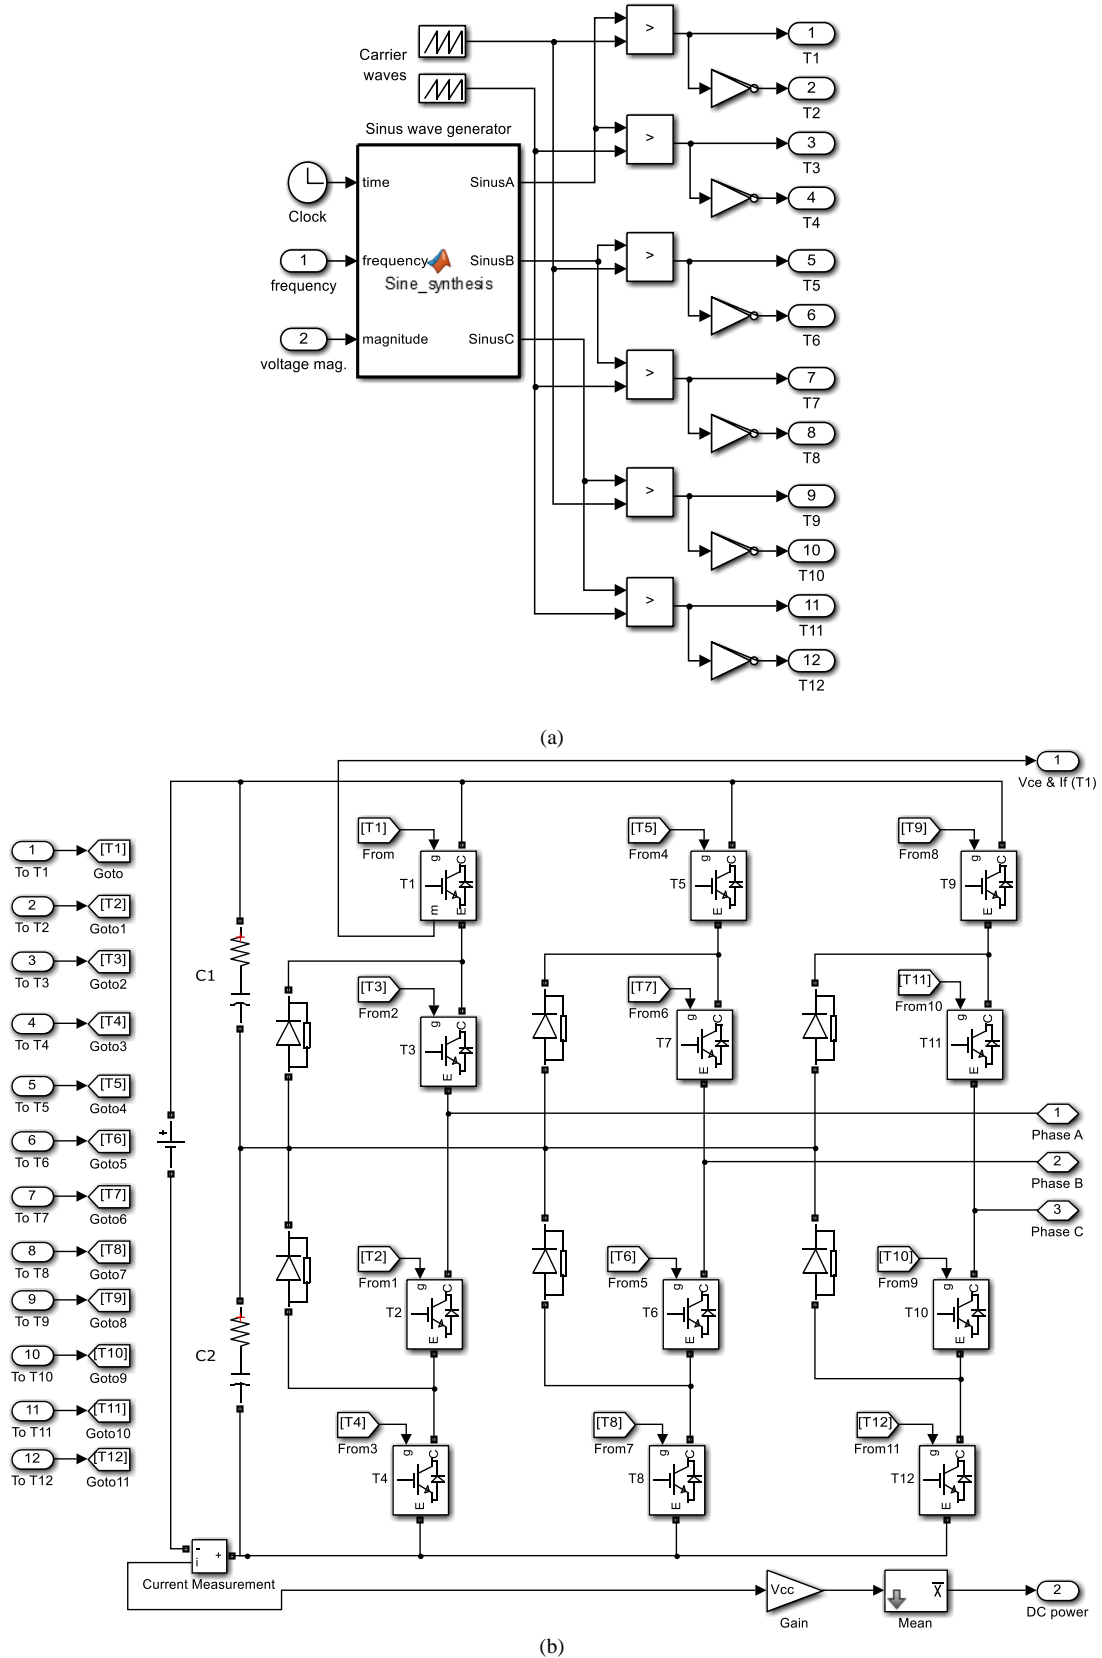 Carrier
waves
Sinus wave generator
time
frequency
magnitude
SinusA
SinusB
SinusC
Sine_synthesis
Clock
1
frequency
2
voltage mag.
>
>
>
>
>
>
1
T1
2
T2
3
T3
4
T4
5
T5
6
T6
7
T7
8
T8
9
T9
10
T10
11
T11
12
T12
(a)
1
Vce & If (T1)
1
To T1
[T1]
Goto
2
To T2
[T2]
Goto1
3
To T3
[T3]
Goto2
4
To T4
[T4]
Goto3
5
To T5
[T5]
Goto4
6
To T6
[T6]
Goto5
7
To T7
[T7]
Goto6
8
To T8
[T8]
Goto7
9
To T9
[T9]
Goto8
10
To T10
[T10]
Goto9
11
To T11
[T11]
Goto10
12
To T12
[T12]
Goto11
+
C1
+
C2
+
[T1]
From
T1
g
C
m
E
[T5]
From4
T5
g
C
E
[T9]
From8
T9
g
C
E
[T3]
From2
T3
g
C
E
[T7]
From6
T7
g
C
E
[T11]
From10
T11
g
C
E
1
Phase A
2
Phase B
3
Phase C
[T2]
From1
T2
g
C
E
[T6]
From5
T6
g
C
E
[T10]
From9
T10
g
C
E
[T4]
From3
T4
g
C
E
[T8]
From7
T8
g
C
E
[T12]
From11
T12
g
C
E
-
i
+
Current Measurement
Vcc
Gain
x
Mean
2
DC power
(b)